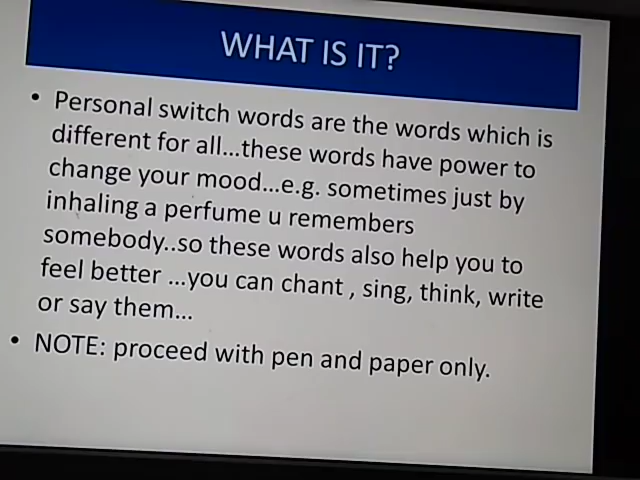 WHAT IS IT?
• Personal switch words are the words which is
different for all...these words have power to
change your mood...e.g. sometimes just by
inhaling a perfume u remembers
somebody..so these words also help you to
feel better ...you can chant , sing, think, write
or say them...
• NOTE: proceed with pen and paper only.